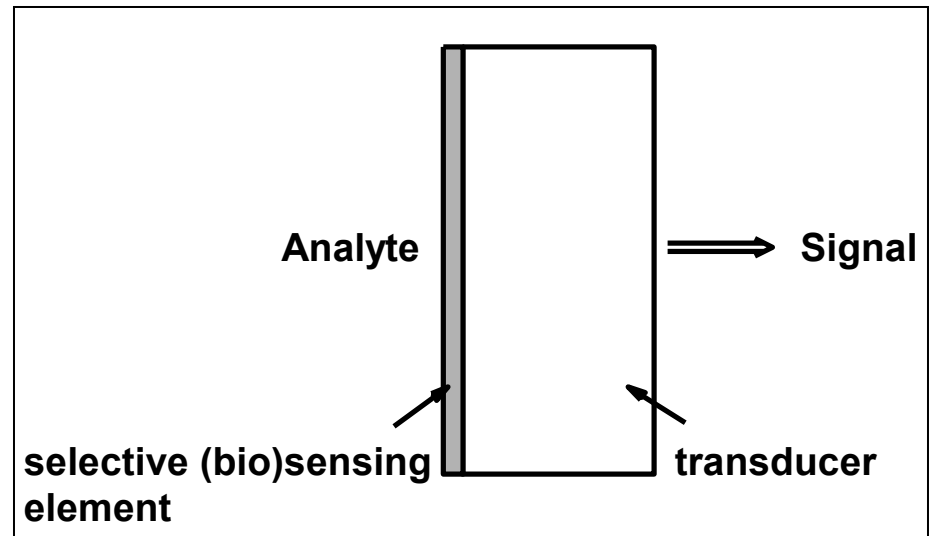 Analyte
Signal
selective (bio)sensing
element
transducer